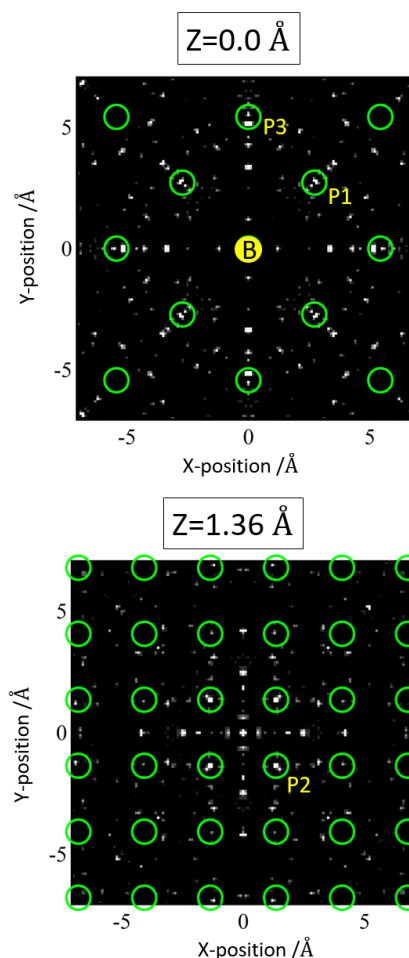 Z=0.0 Å
5
P3
P1
0
B
-5
Y-position /Å
-5 0 5
X-position /Å
Z=1.36 Å
5
0
P2
-5
Y-position /Å
-5 0 5
X-position /Å